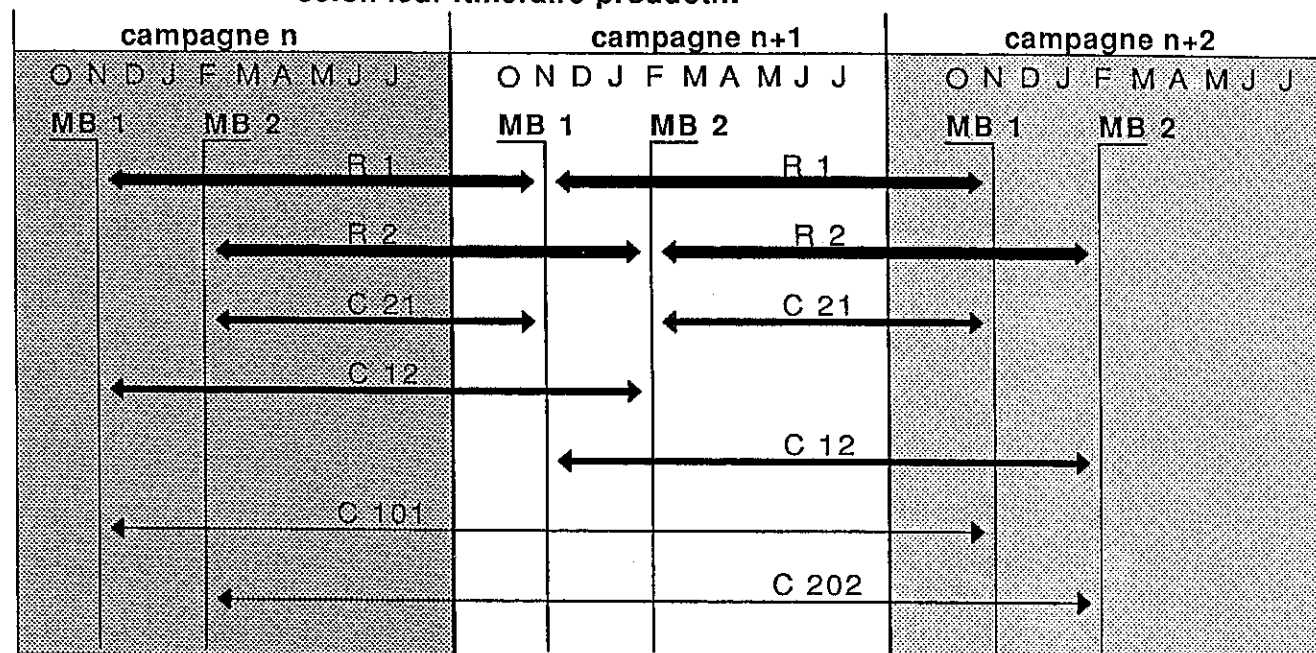 selon leur itinéraire productif
campagne n campagne n+1 campagne n+2
O N D J F M A M J J O N D J F M A M J J O N D J F M A M J J
MB 1 MB 2 MB 1 MB 2 MB 1 MB 2
R 1 R 1
R 2 R 2
C 21 C 21
C 12
C 12
C 101
C 202